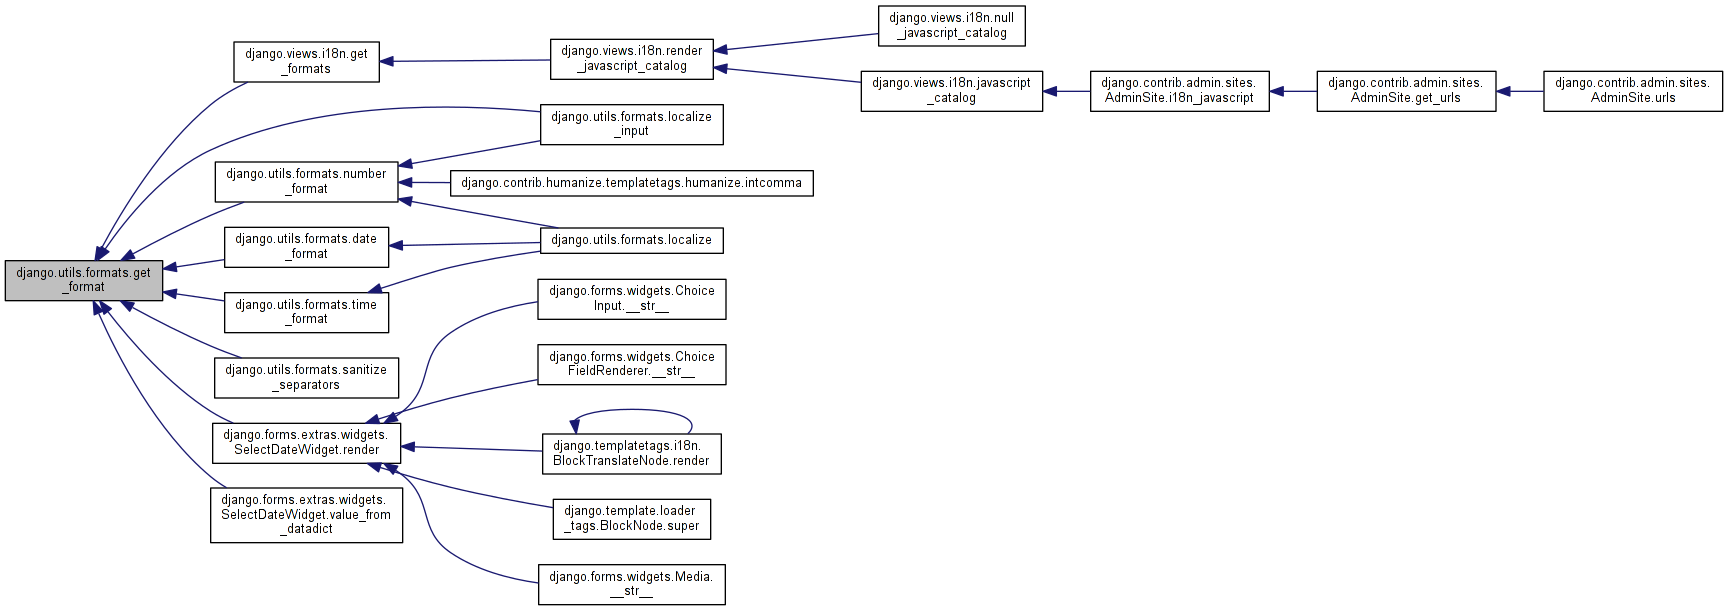 django.utils.formats.get
_format
django.views.i18n.get
_formats
django.utils.formats.number
_format
django.utils.formats.date
_format
django.utils.formats.time
_format
django.utils.formats.sanitize
_separators
django.forms.extras.widgets.
SelectDateWidget.render
django.forms.extras.widgets.
SelectDateWidget.value_from
_datadict
django.views.i18n.render
_javascript_catalog
django.utils.formats.localize
_input
django.contrib.humanize.templatetags.humanize.intcomma
django.utils.formats.localize
django.forms.widgets.Choice
Input.__str__
django.forms.widgets.Choice
FieldRenderer.__str__
django.templatetags.i18n.
BlockTranslateNode.render
django.template.loader
_tags.BlockNode.super
django.forms.widgets.Media.
__str__
django.views.i18n.null
_javascript_catalog
django.views.i18n.javascript
_catalog
django.contrib.admin.sites.
AdminSite.i18n_javascript
django.contrib.admin.sites.
AdminSite.get_urls
django.contrib.admin.sites.
AdminSite.urls